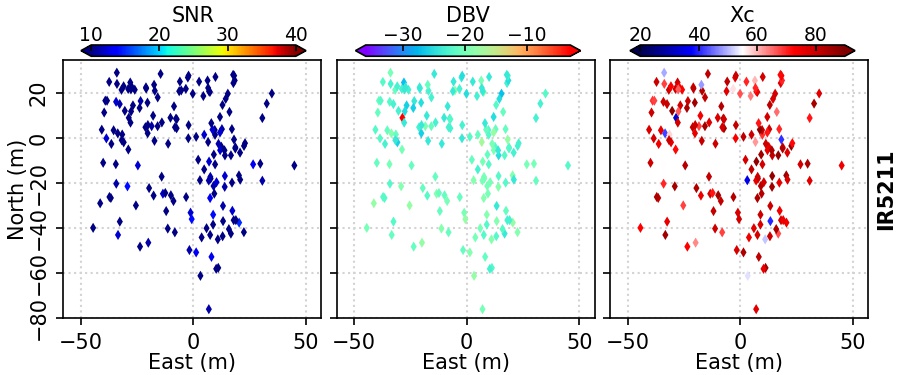 SNR DBV Xc
10 20 30 40 −30 −20 −10 20 40 60 80
20
0
−20
−40
−60
−80
North (m)
−50 0 50 −50 0 50 −50 0 50
East (m) East (m) East (m)
IR5211